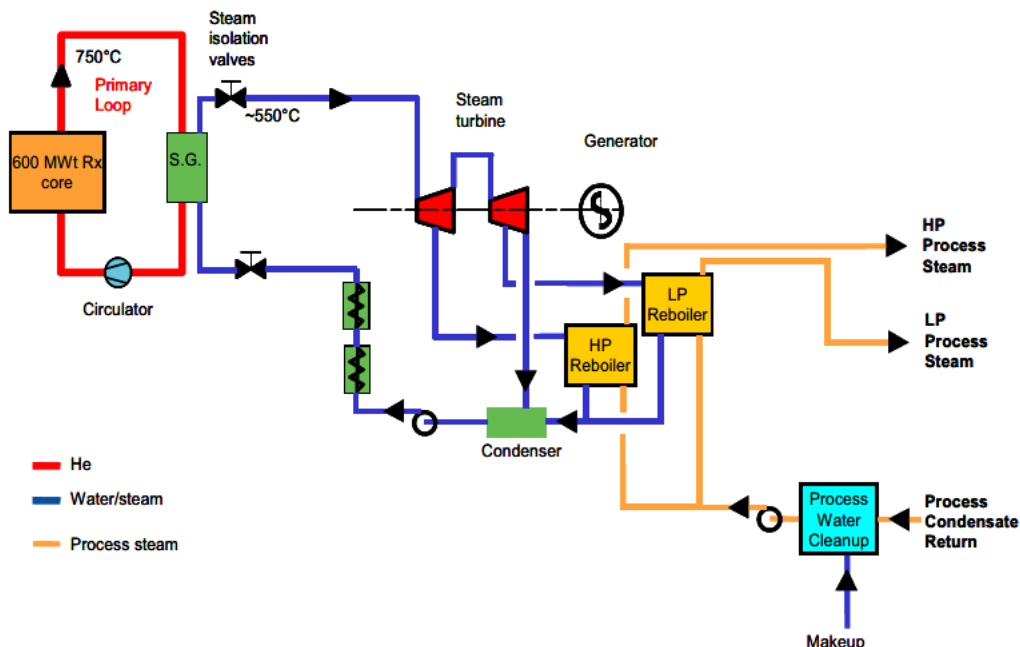 Steam
isolation
valves
750°C
Primary
Loop
~550°C
Steam
turbine
Generator
600 MWt Rx
core
S.G.
Circulator
HP
Process
Steam
LP
Reboiler
LP
Process
Steam
HP
Reboiler
Condenser
He
Water/steam
Process steam
Process
Water
Cleanup
Process
Condensate
Return
Makeup